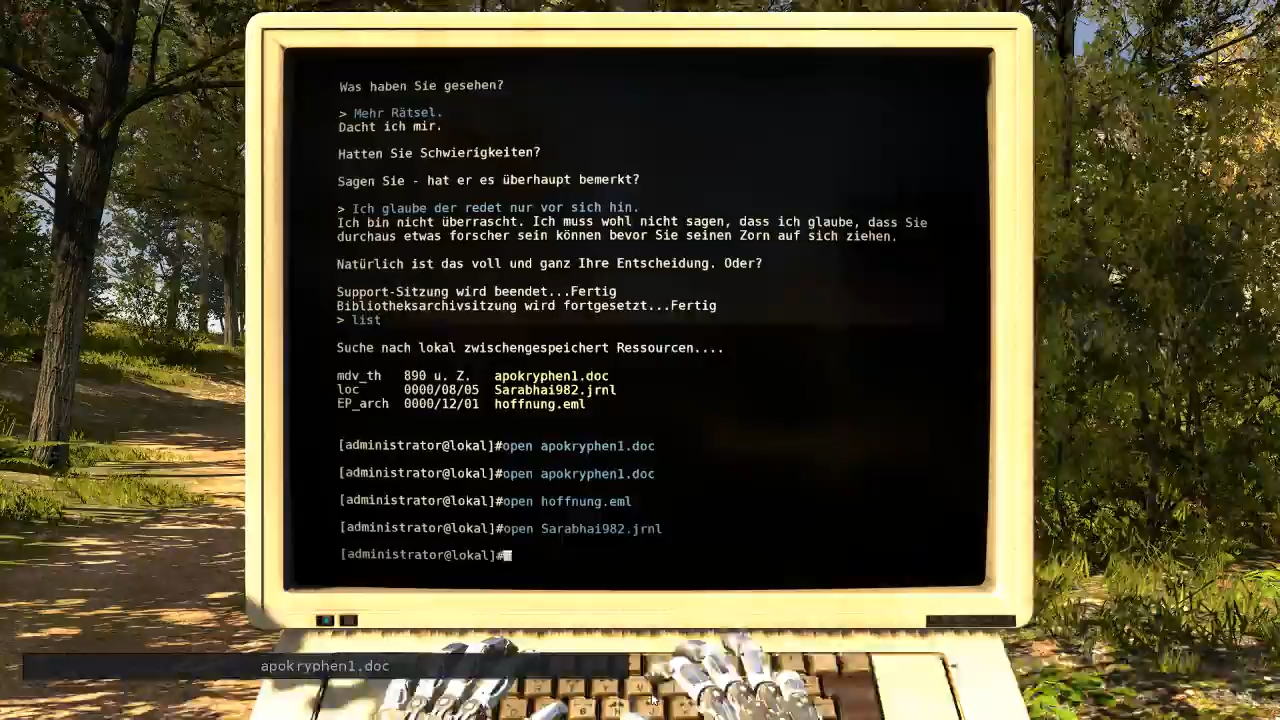 Was haben Sie gesehen?
> Mehr Rätsel.
Dacht ich mir.
Hatten Sie Schwierigkeiten?
Sagen Sie - hat er es überhaupt bemerkt?
> Ich glaube der redet nur vor sich hin.
Ich bin nicht überrascht. Ich muss wohl nicht sagen, dass ich glaube, dass Sie
durchaus etwas forscher sein können bevor Sie seinen Zorn auf sich ziehen.
Natürlich ist das voll und ganz Ihre Entscheidung. Oder?
Support-Sitzung wird beendet...Fertig
Bibliotheksarchivsitzung wird fortgesetzt...Fertig
> list
Suche nach lokal zwischengespeichert Ressourcen....
mdv_th 890 u. Z. apokryphen1.doc
loc 0000/08/05 Sarabhai982.jrnl
EP_arch 0000/12/01 hoffnung.eml
[administrator@lokal]#open apokryphen1.doc
[administrator@lokal]#open apokryphen1.doc
[administrator@lokal]#open hoffnung.eml
[administrator@lokal]#open Sarabhai982.jrnl
[administrator@lokal]#
apokryphen1.doc